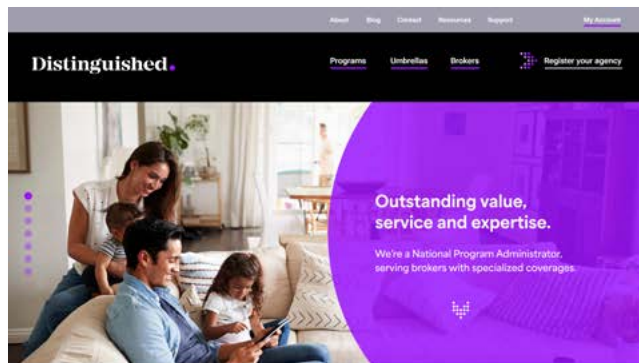 About Blog Contact Resources Support My Account
Distinguished.
Programs Umbrellas Brokers Register your agency
Outstanding value,
service and expertise.
We're a National Program Administrator,
serving brokers with specialized coverages.